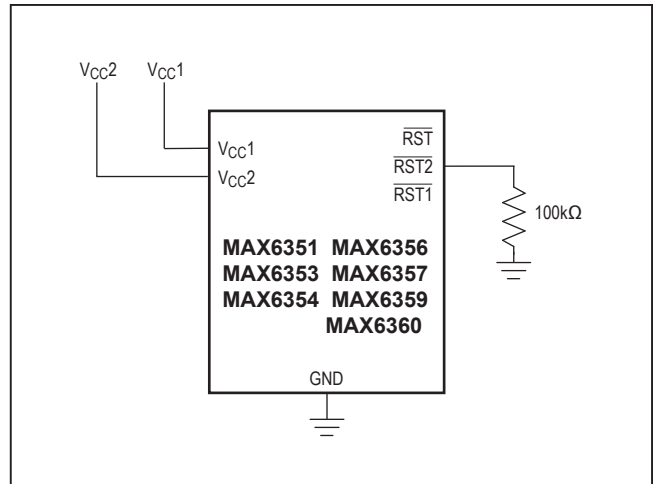 VCC2 VCC1
VCC1
VCC2
RST
RST2
RST1
100kΩ
MAX6351 MAX6356
MAX6353 MAX6357
MAX6354 MAX6359
MAX6360
GND